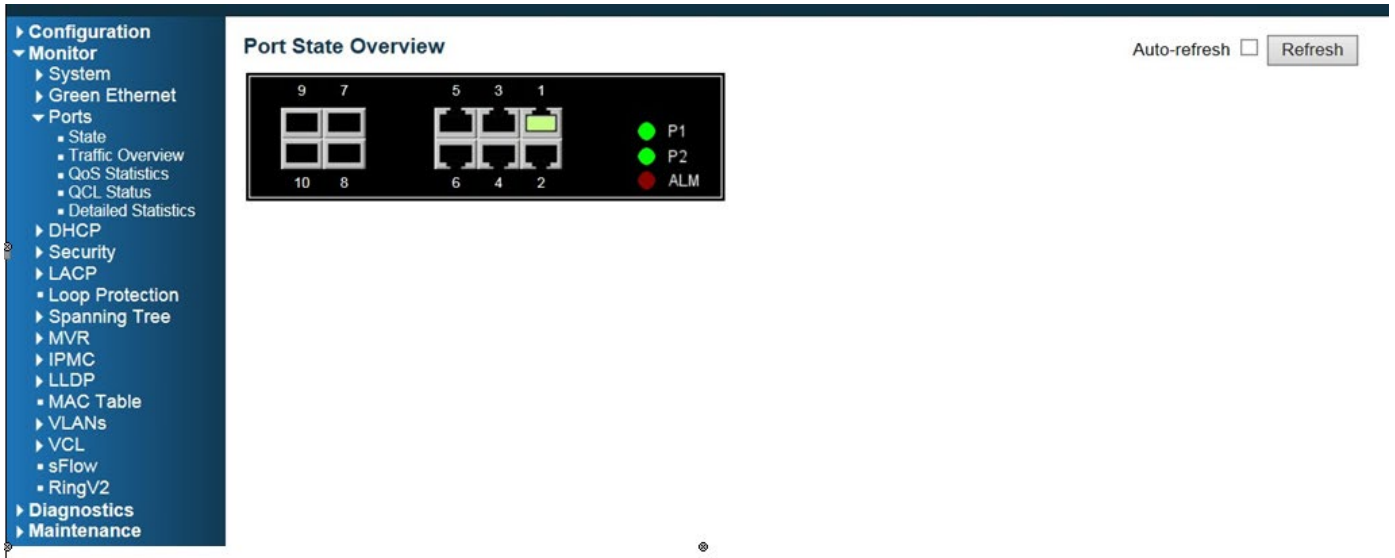 Configuration
Monitor
System
Green Ethernet
Ports
State
Traffic Overview
QoS Statistics
QCL Status
Detailed Statistics
DHCP
Security
LACP
Loop Protection
Spanning Tree
MVR
IPMC
LLDP
MAC Table
VLANs
VCL
sFlow
RingV2
Diagnostics
Maintenance
Port State Overview
Auto-refresh Refresh
9 7 5 3 1
P1
P2
ALM
10 8 6 4 2